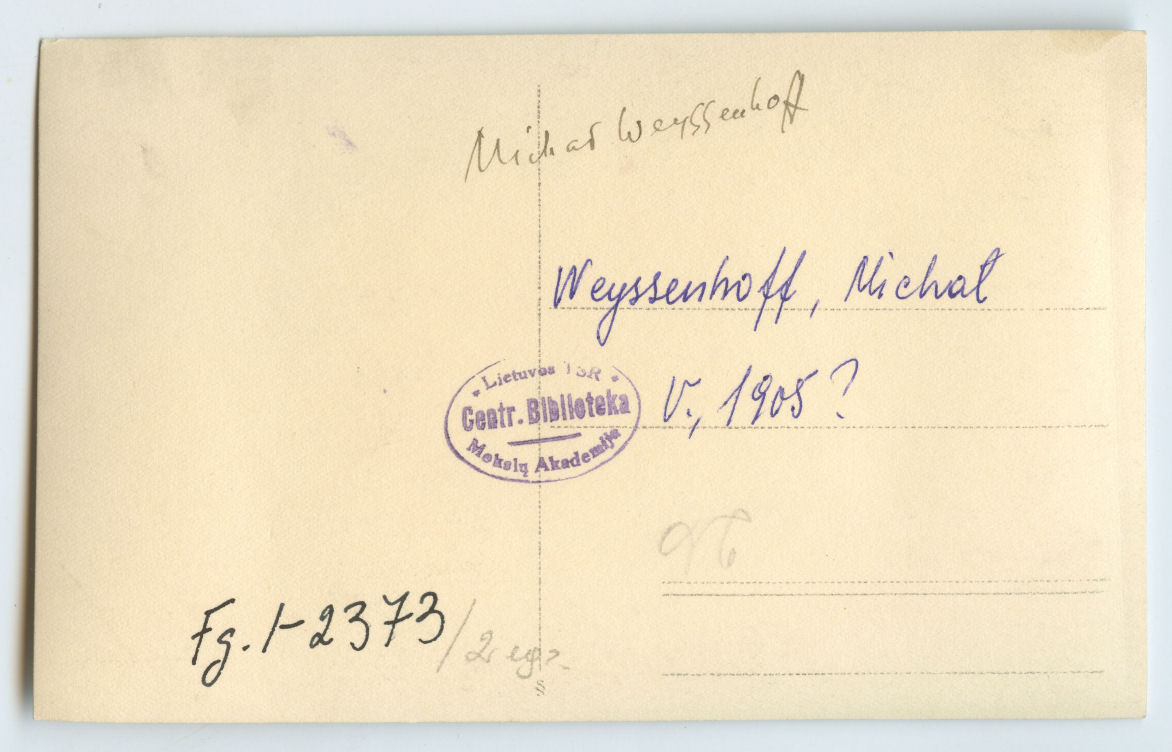 Michał Weyssenhoff
Weyssenhoff, Michał
V., 1905?
Lietuvos TSR
Centr. Biblioteka
Mokslų Akademija
Fg. 1-2373/2 egz.